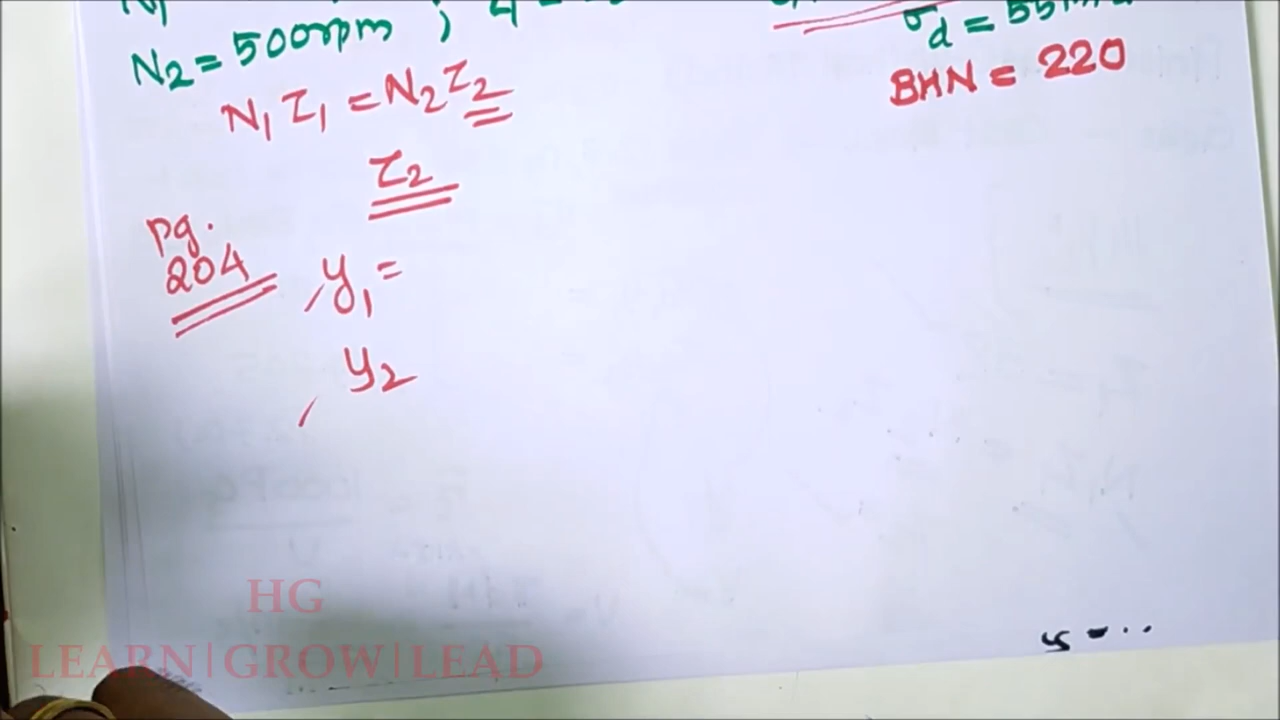 N1
N2 = 500rpm ;
σd = 55
BHN = 220
N1 Z1 = N2 Z2
Z2
pg.
204
y1 =
y2
HG
LEARN|GROW|LEAD